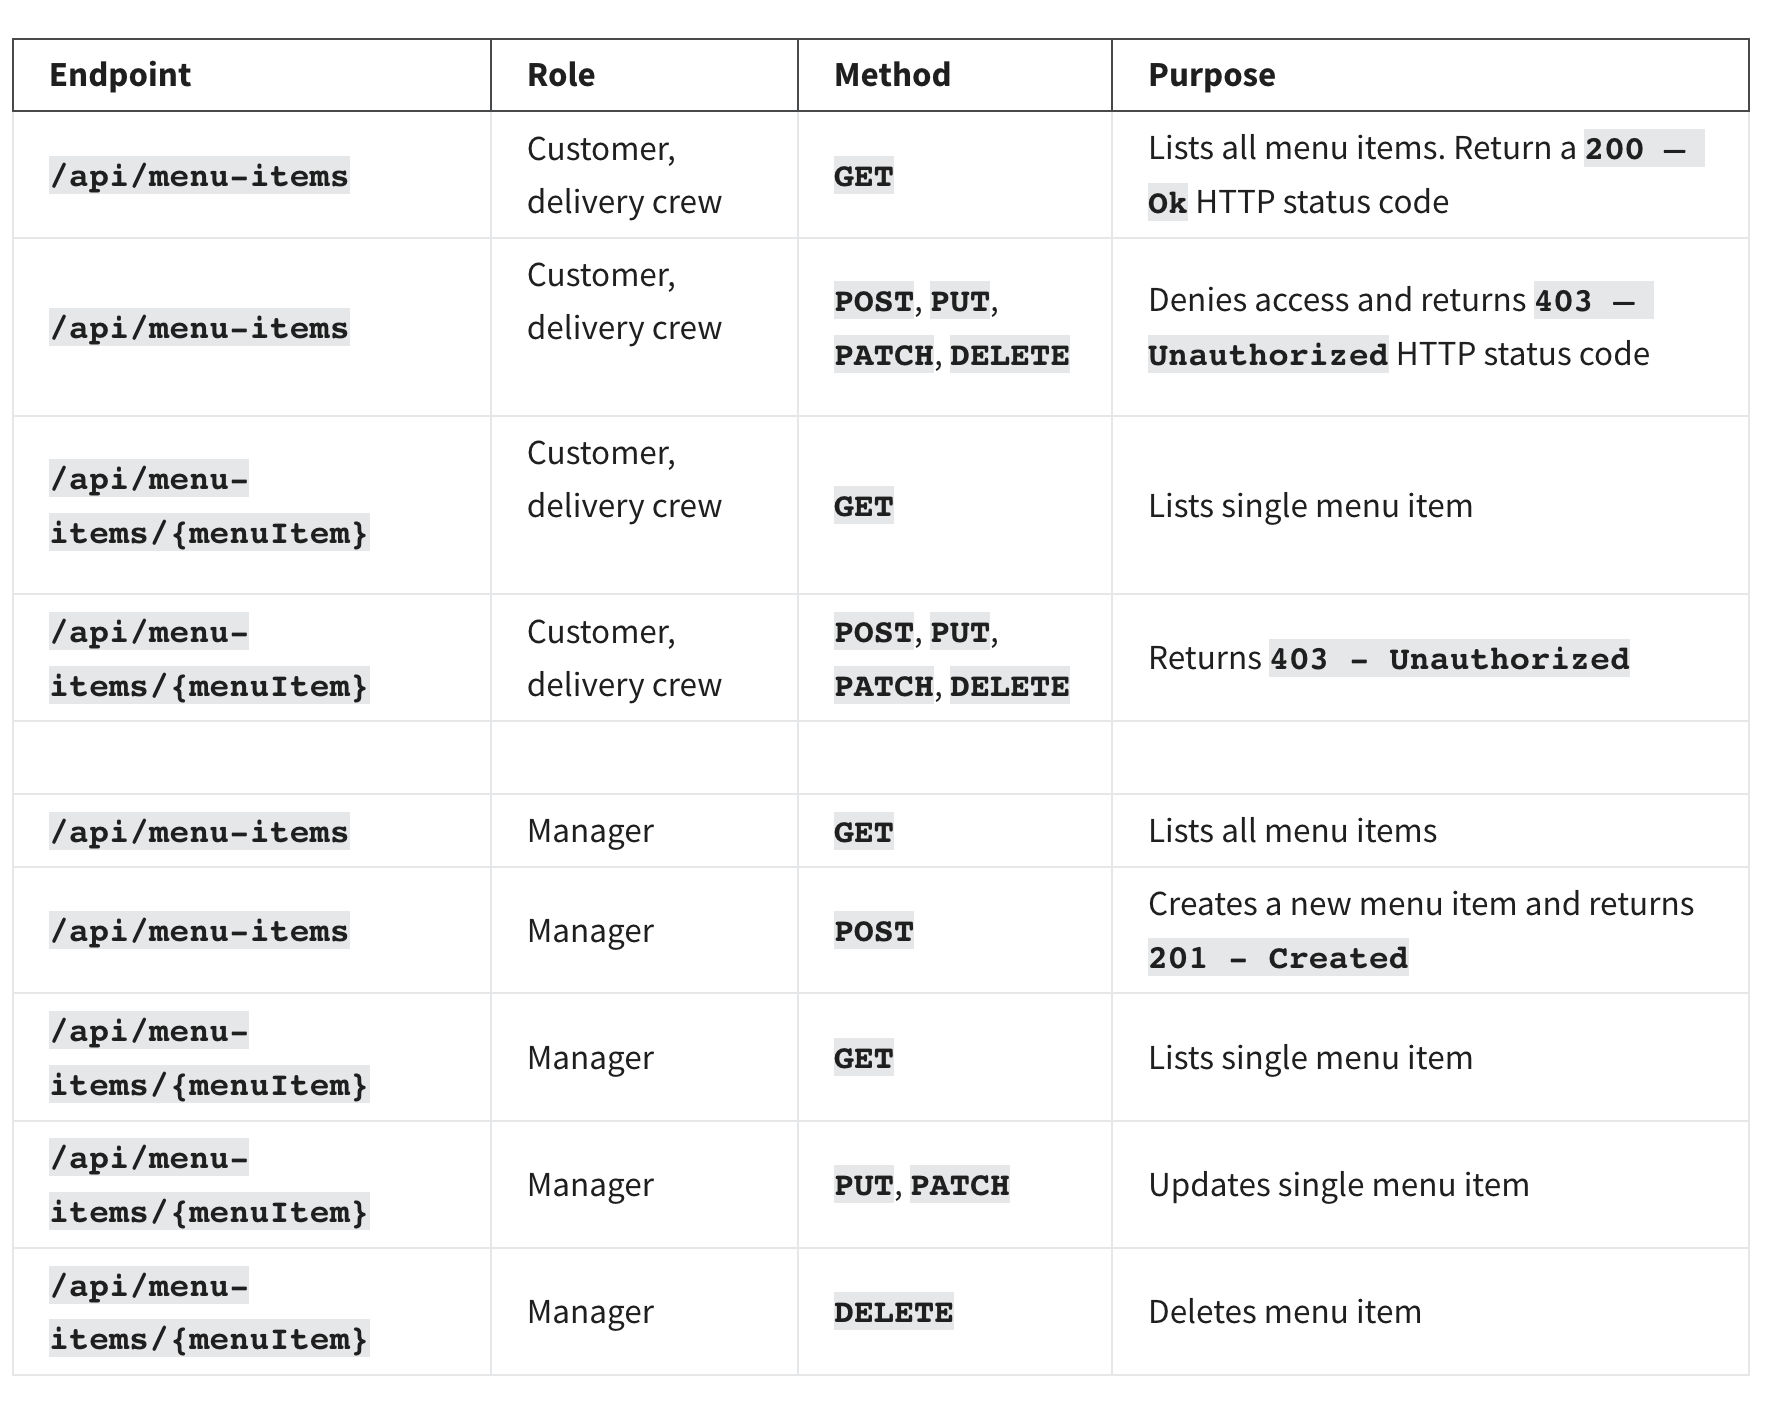 Endpoint Role Method Purpose
/api/menu-items Customer, delivery crew GET Lists all menu items. Return a 200 – Ok HTTP status code
/api/menu-items Customer, delivery crew POST, PUT, PATCH, DELETE Denies access and returns 403 – Unauthorized HTTP status code
/api/menu-items/{menuItem} Customer, delivery crew GET Lists single menu item
/api/menu-items/{menuItem} Customer, delivery crew POST, PUT, PATCH, DELETE Returns 403 - Unauthorized
/api/menu-items Manager GET Lists all menu items
/api/menu-items Manager POST Creates a new menu item and returns 201 - Created
/api/menu-items/{menuItem} Manager GET Lists single menu item
/api/menu-items/{menuItem} Manager PUT, PATCH Updates single menu item
/api/menu-items/{menuItem} Manager DELETE Deletes menu item